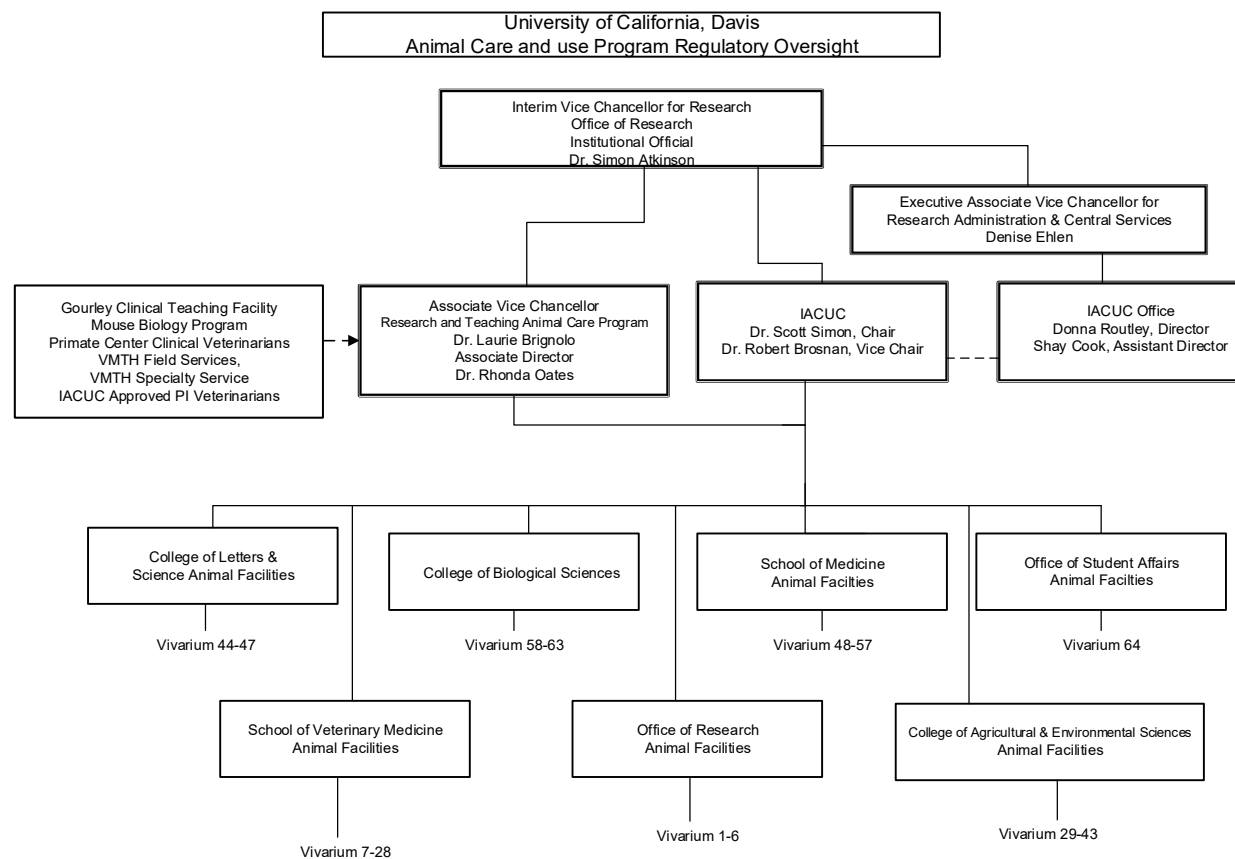 University of California, Davis
Animal Care and use Program Regulatory Oversight
Interim Vice Chancellor for Research
Office of Research
Institutional Official
Dr. Simon Atkinson
Executive Associate Vice Chancellor for
Research Administration & Central Services
Denise Ehlen
Gourley Clinical Teaching Facility
Mouse Biology Program
Primate Center Clinical Veterinarians
VMTH Field Services,
VMTH Specialty Service
IACUC Approved PI Veterinarians
Associate Vice Chancellor
Research and Teaching Animal Care Program
Dr. Laurie Brignolo
Associate Director
Dr. Rhonda Oates
IACUC
Dr. Scott Simon, Chair
Dr. Robert Brosnan, Vice Chair
IACUC Office
Donna Routley, Director
Shay Cook, Assistant Director
College of Letters &
Science Animal Facilities
College of Biological Sciences
School of Medicine
Animal Facilties
Office of Student Affairs
Animal Facilties
Vivarium 44-47
Vivarium 58-63
Vivarium 48-57
Vivarium 64
School of Veterinary Medicine
Animal Facilities
Office of Research
Animal Facilities
College of Agricultural & Environmental Sciences
Animal Facilities
Vivarium 7-28
Vivarium 1-6
Vivarium 29-43